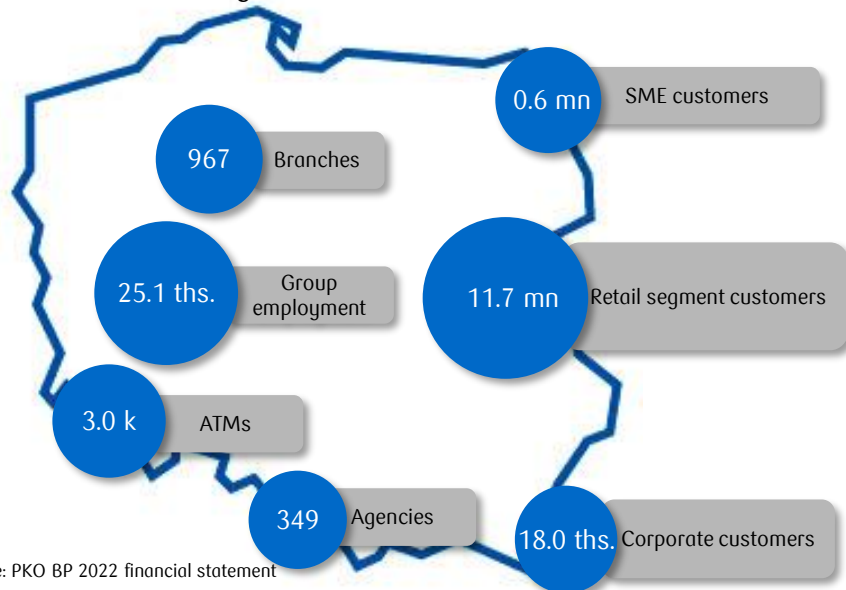 0.6 mn
SME customers
967
Branches
25.1 ths.
Group
employment
11.7 mn
Retail segment customers
3.0 k
ATMs
349
Agencies
18.0 ths.
Corporate customers
: PKO BP 2022 financial statement